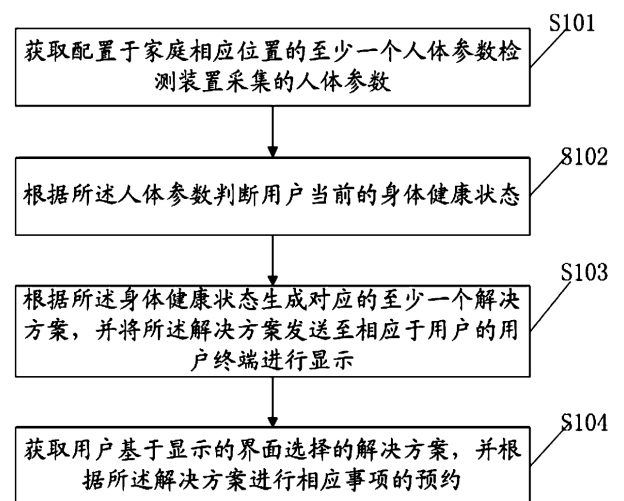 S101
获取配置于家庭相应位置的至少一个人体参数检
测装置采集的人体参数
S102
根据所述人体参数判断用户当前的身体健康状态
S103
根据所述身体健康状态生成对应的至少一个解决
方案，并将所述解决方案发送至相应于用户的用
户终端进行显示
S104
获取用户基于显示的界面选择的解决方案，并根
据所述解决方案进行相应事项的预约